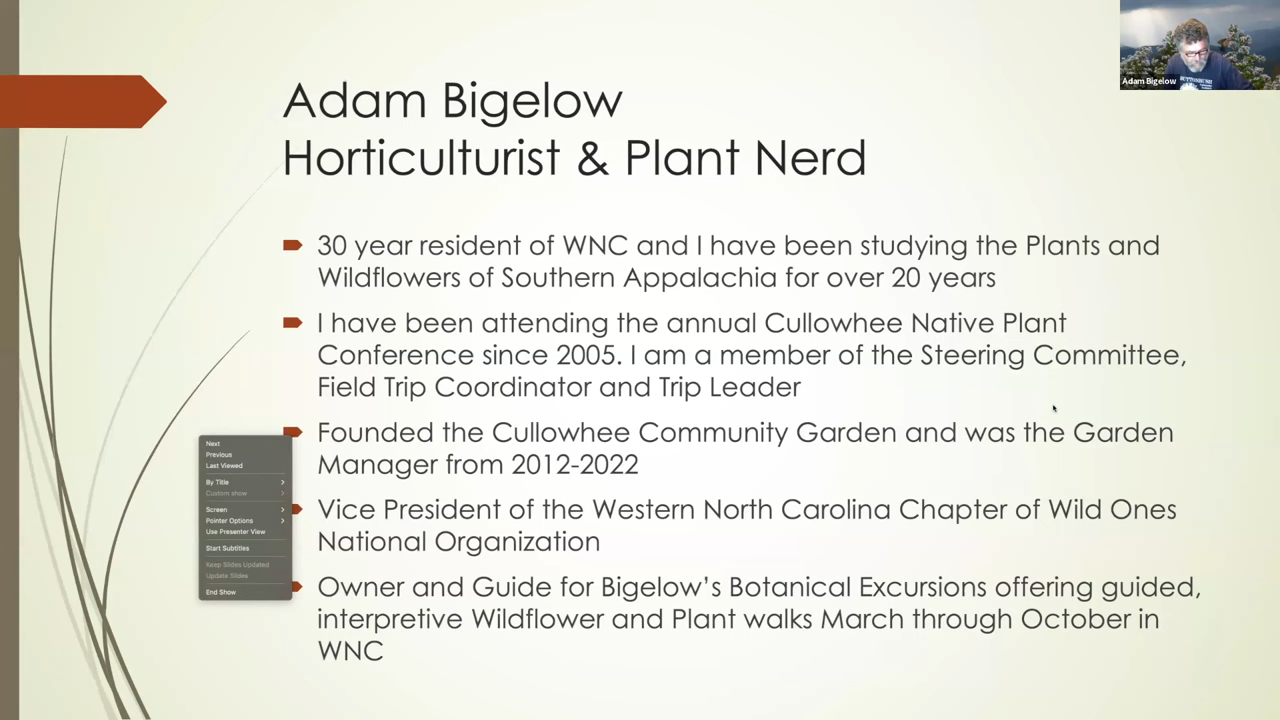 Adam Bigelow
Horticulturist & Plant Nerd
30 year resident of WNC and I have been studying the Plants and
Wildflowers of Southern Appalachia for over 20 years
I have been attending the annual Cullowhee Native Plant
Conference since 2005. I am a member of the Steering Committee,
Field Trip Coordinator and Trip Leader
Founded the Cullowhee Community Garden and was the Garden
Manager from 2012-2022
Vice President of the Western North Carolina Chapter of Wild Ones
National Organization
Owner and Guide for Bigelow’s Botanical Excursions offering guided,
interpretive Wildflower and Plant walks March through October in
WNC
Next
Previous
Last Viewed
By Title
Custom show
Screen
Pointer Options
Use Presenter View
Start Subtitles
Keep Slides Updated
Update Slides
End Show
Adam Bigelow